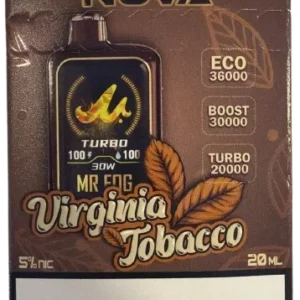 NOVA
ECO
36000
BOOST
30000
TURBO
20000
TURBO
100 100
30W
MR FOG
Virginia
Tobacco
5% NIC
20 ML